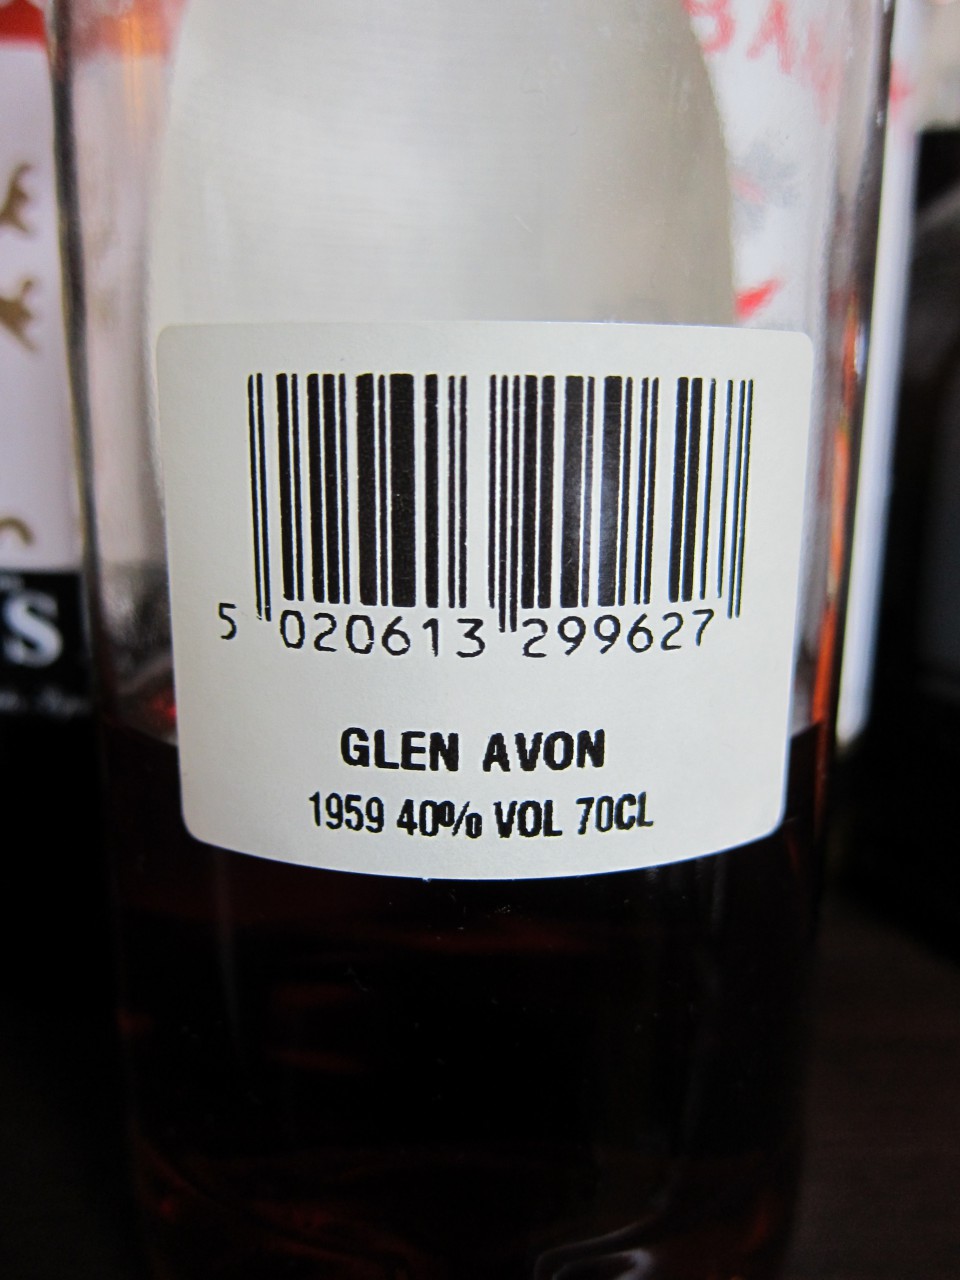 5 020613 299627
GLEN AVON
1959 40% VOL 70CL
S